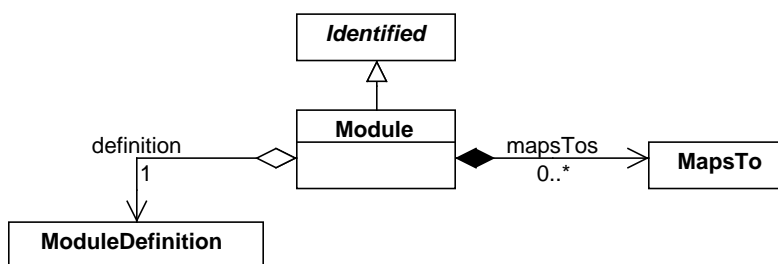 Identified
Module
definition
mapsTos
1
0..*
MapsTo
ModuleDefinition